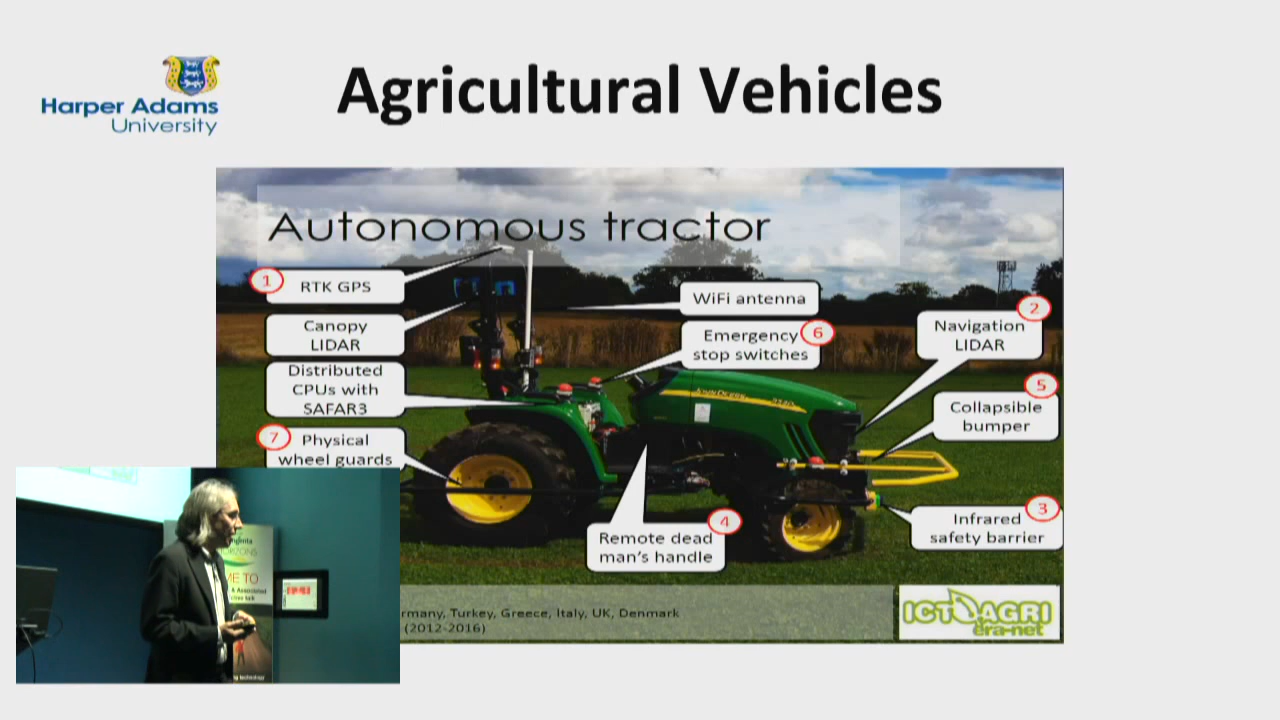 Agricultural Vehicles
Harper Adams
University
Autonomous tractor
1
RTK GPS
Canopy
LIDAR
Distributed
CPUs with
SAFAR3
7
Physical
wheel guards
WiFi antenna
Emergency
stop switches
6
2
Navigation
LIDAR
5
Collapsible
bumper
3
Infrared
safety barrier
4
Remote dead
man's handle
JOHN DEERE
Turkey, Greece, Italy, UK, Denmark
(2012-2016)
ICT AGRI
era-net